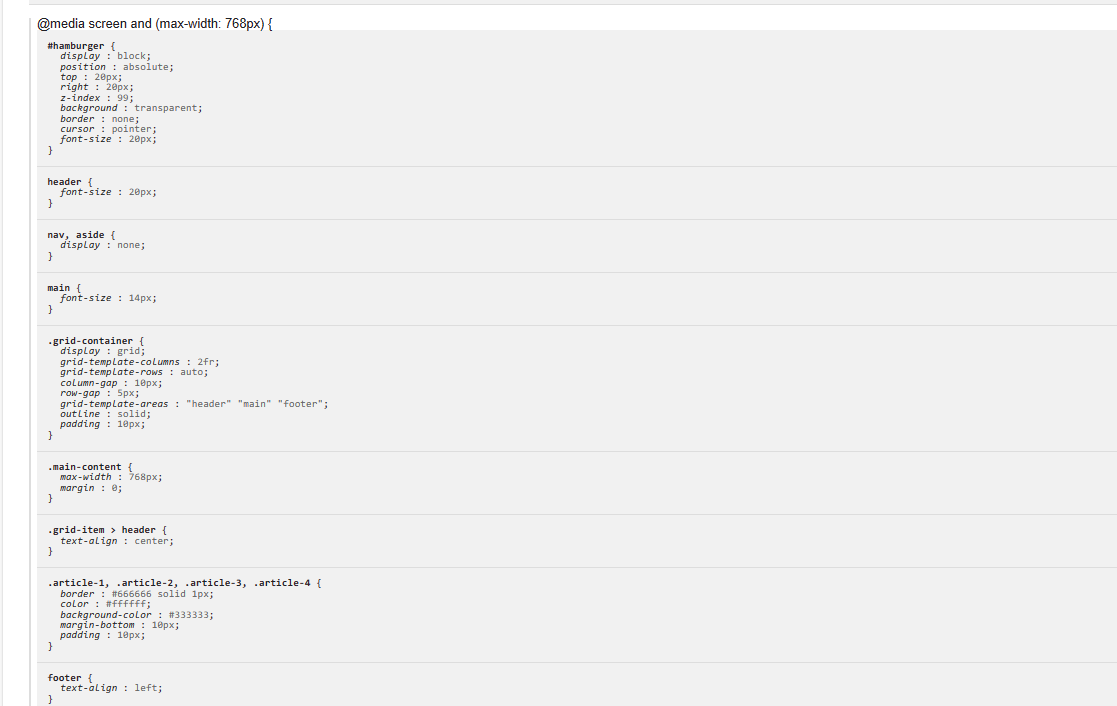 @media screen and (max-width: 768px) {
#hamburger {
display : block;
position : absolute;
top : 20px;
right : 20px;
z-index : 99;
background : transparent;
border : none;
cursor : pointer;
font-size : 20px;
}
header {
font-size : 20px;
}
nav, aside {
display : none;
}
main {
font-size : 14px;
}
.grid-container {
display : grid;
grid-template-columns : 2fr;
grid-template-rows : auto;
column-gap : 10px;
row-gap : 5px;
grid-template-areas : "header" "main" "footer";
outline : solid;
padding : 10px;
}
.main-content {
max-width : 768px;
margin : 0;
}
.grid-item > header {
text-align : center;
}
.article-1, .article-2, .article-3, .article-4 {
border : #666666 solid 1px;
color : #ffffff;
background-color : #333333;
margin-bottom : 10px;
padding : 10px;
}
footer {
text-align : left;
}